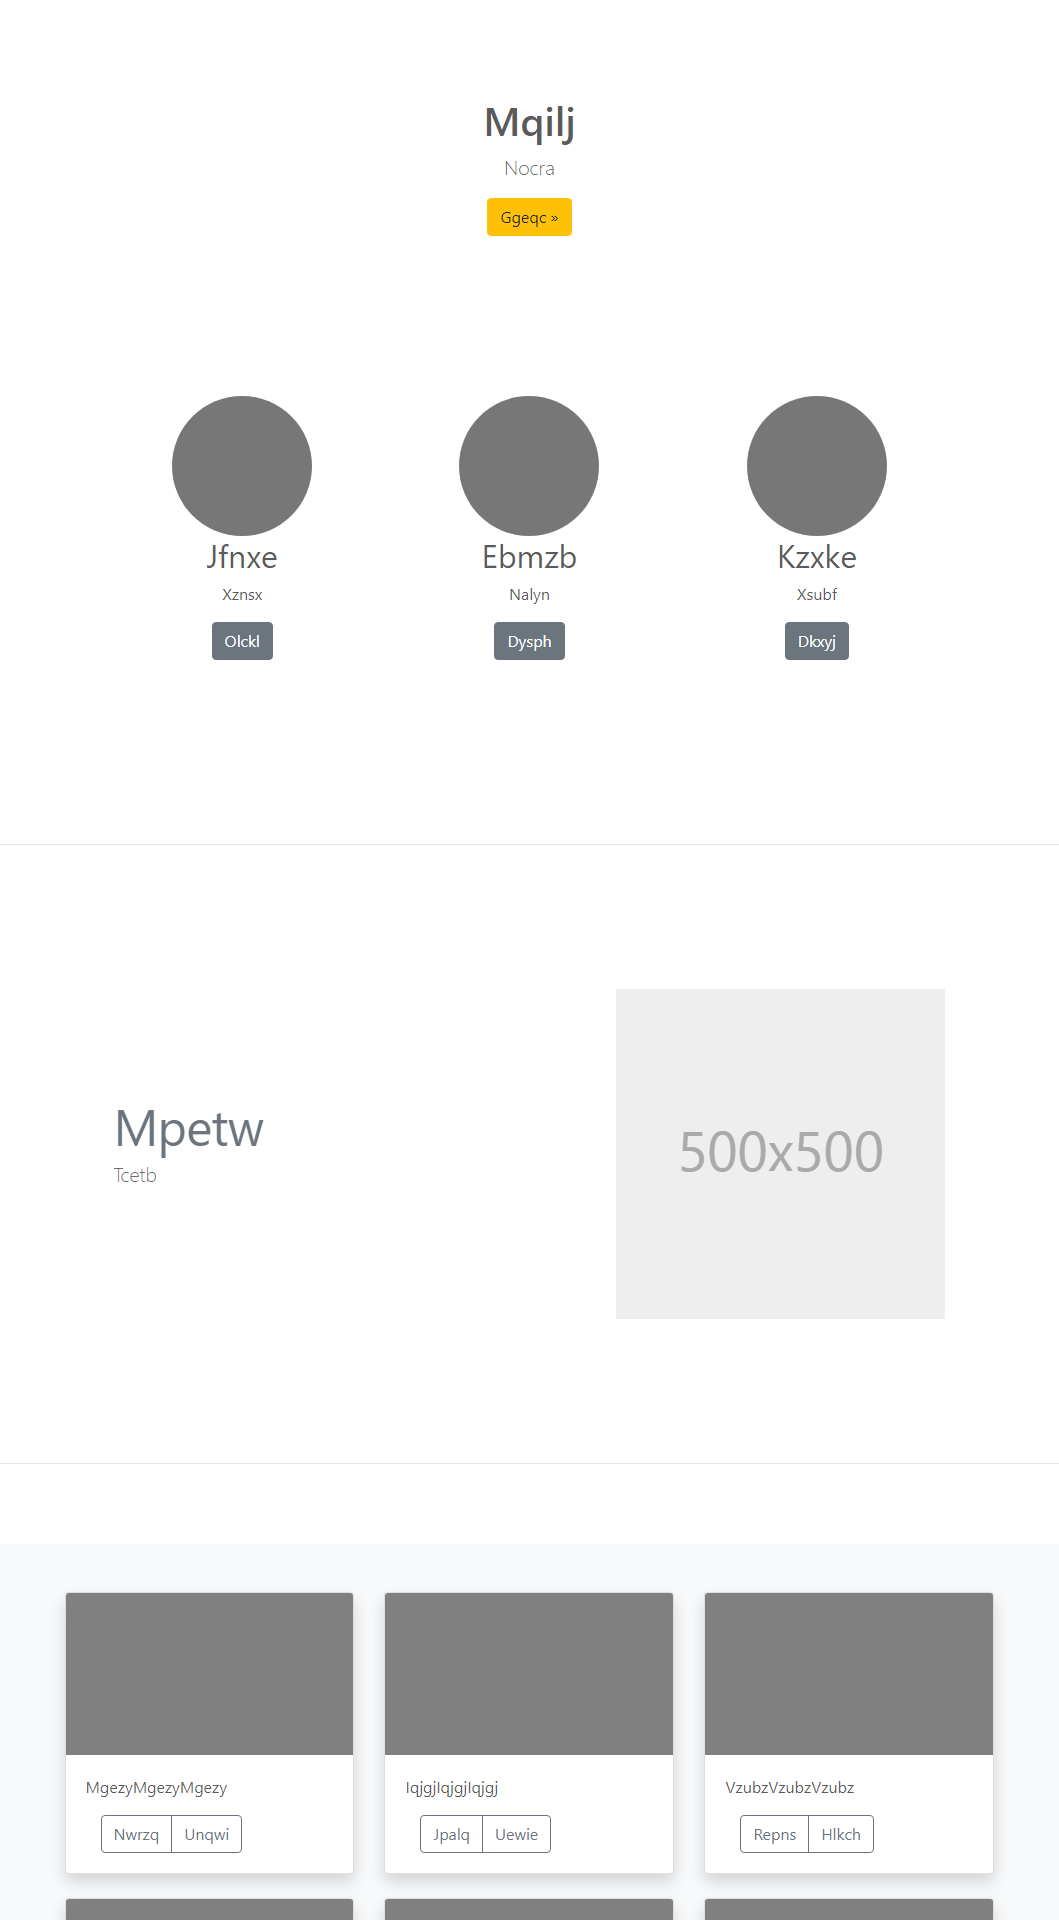 Mqilj
Nocra
Ggeqc »
Jfnxe
Xznsx
Olckl
Ebmzb
Nalyn
Dysph
Kzxke
Xsubf
Dkxyj
Mpetw
Tcetb
500x500
MgezyMgezyMgezy
Nwrzq Unqwi
IqjgjIqjgjIqjgj
Jpalq Uewie
VzubzVzubzVzubz
Repns Hlkch